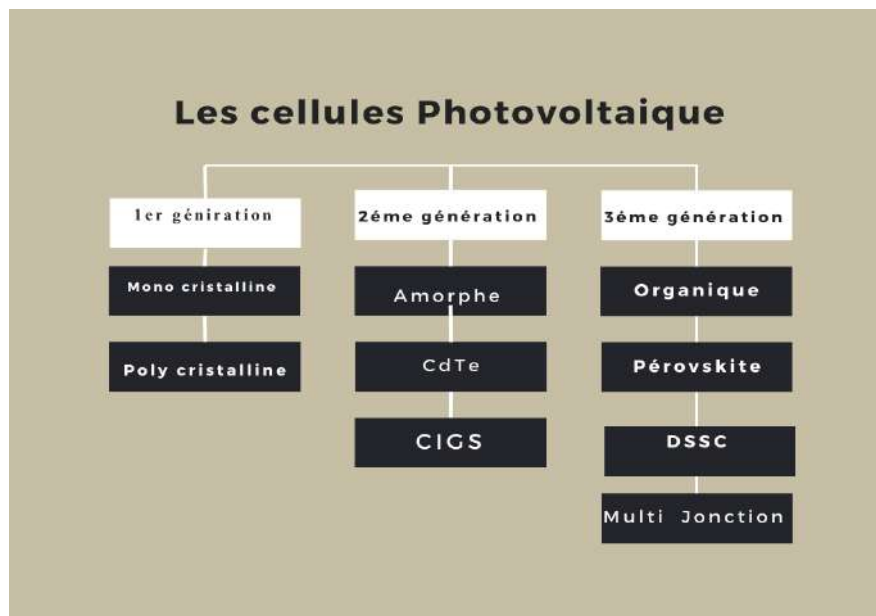 Les cellules Photovoltaique
1er géniration
Mono cristalline
Poly cristalline
2éme génération
Amorphe
CdTe
CIGS
3éme génération
Organique
Pérovskite
DSSC
Multi Jonction